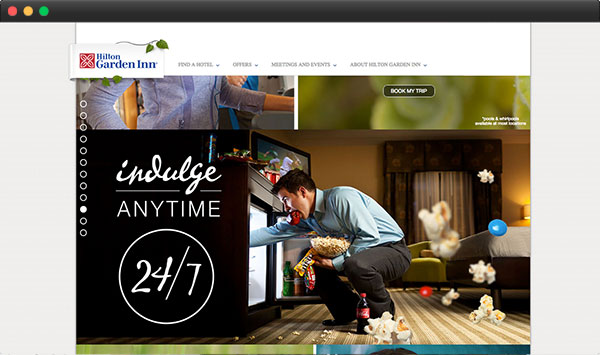 Hilton
Garden Inn
FIND A HOTEL
OFFERS
MEETINGS AND EVENTS
ABOUT HILTON GARDEN INN
BOOK MY TRIP
*pools & whirlpools
available at most locations
indulge
ANYTIME
24/7